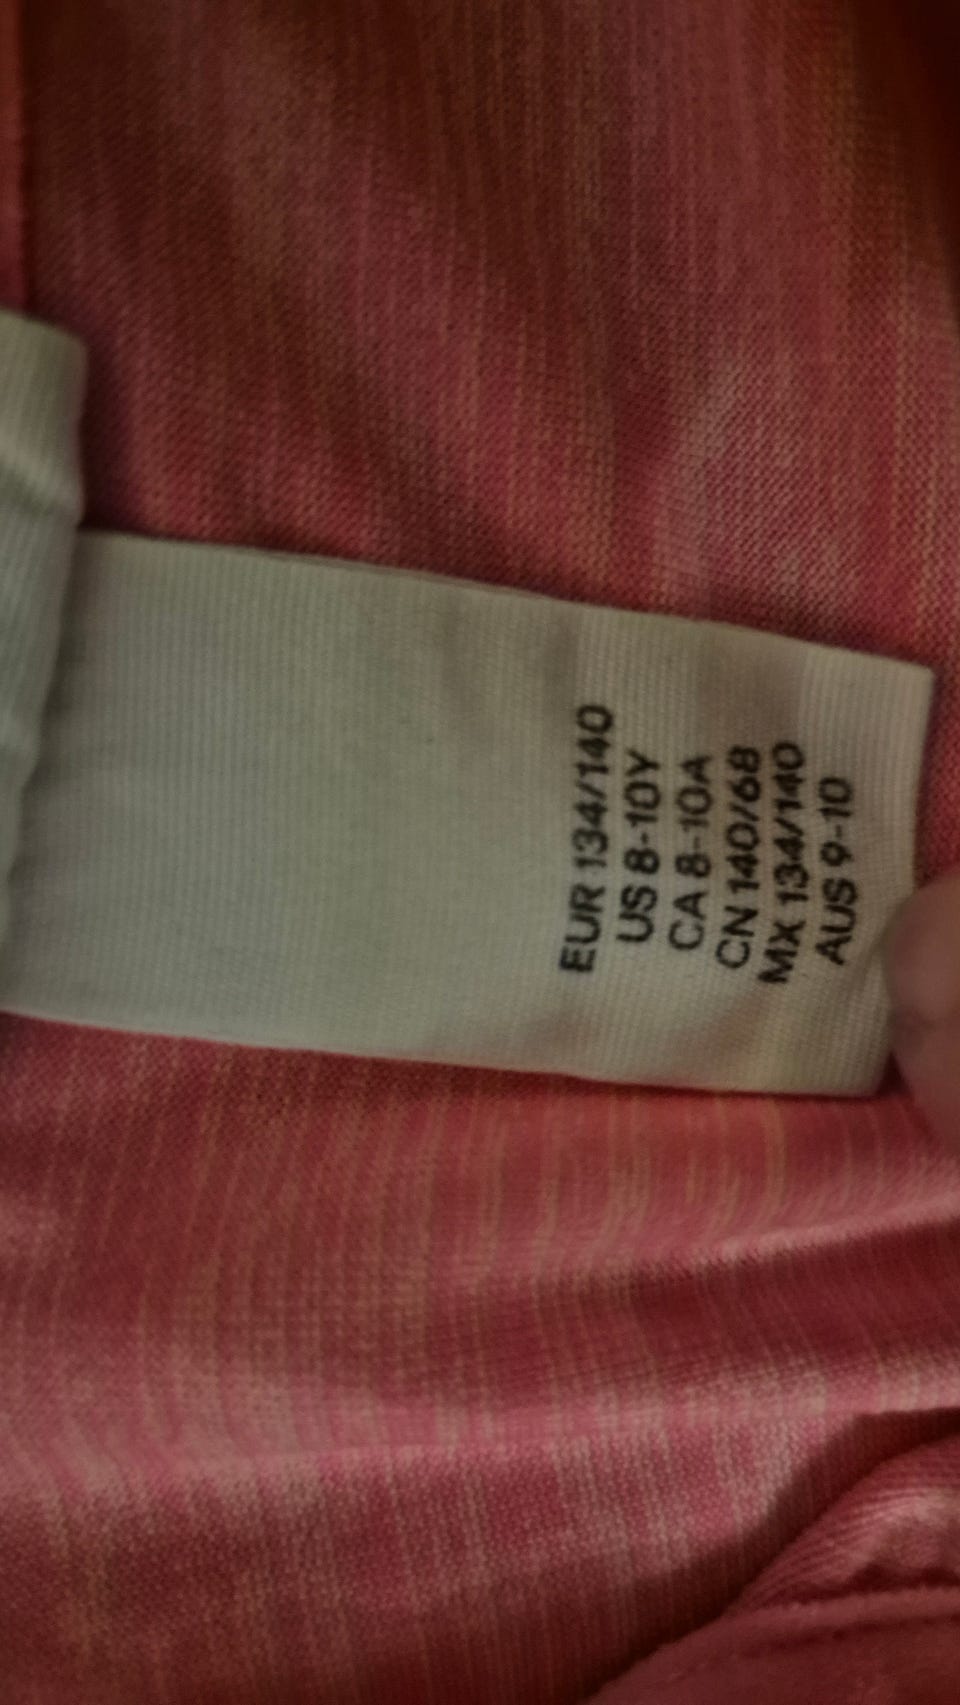 EUR 134/140
US 8-10Y
CA 8-10A
CN 140/68
MX 134/140
AUS 9-10